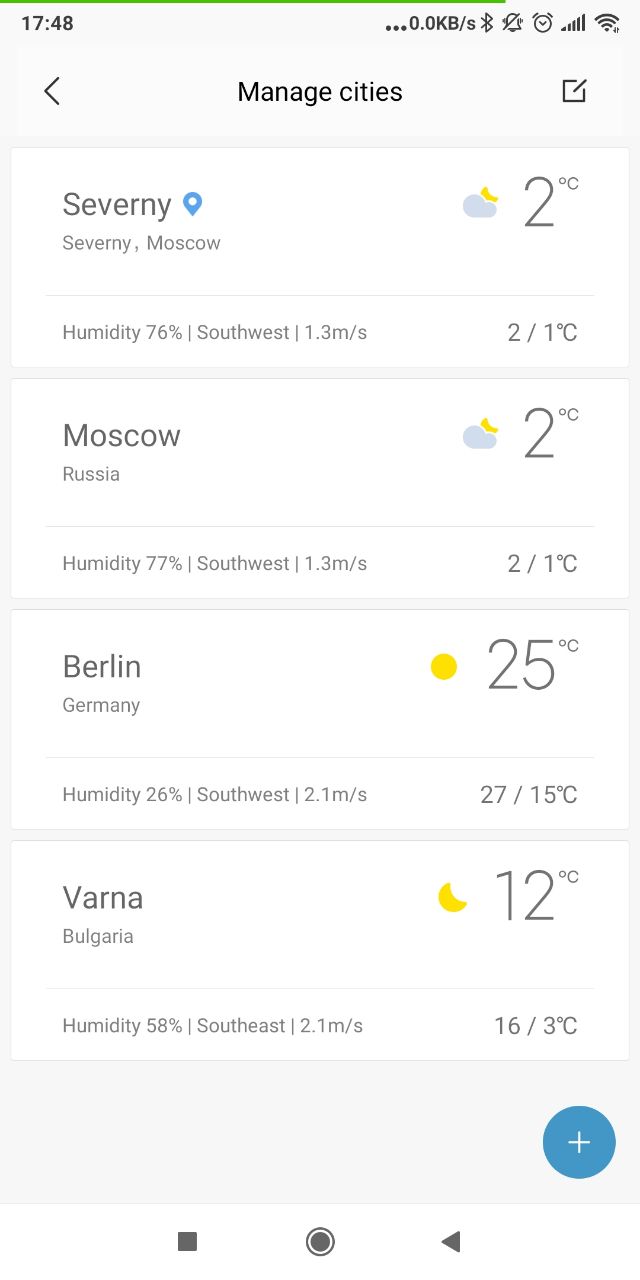 17:48 ...0.0KB/s
Manage cities
Severny 2°C
Severny, Moscow
Humidity 76% | Southwest | 1.3m/s 2 / 1℃
Moscow 2°C
Russia
Humidity 77% | Southwest | 1.3m/s 2 / 1℃
Berlin 25°C
Germany
Humidity 26% | Southwest | 2.1m/s 27 / 15℃
Varna 12°C
Bulgaria
Humidity 58% | Southeast | 2.1m/s 16 / 3℃